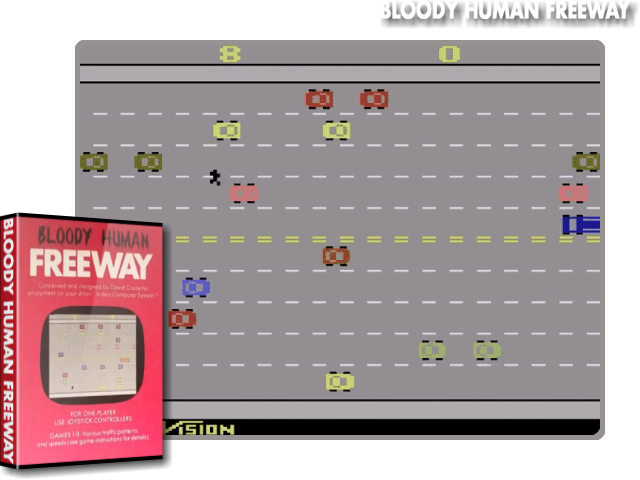 BLOODY HUMAN FREEWAY
8 0
BLOODY HUMAN
FREEWAY
Conceived and designed by David Crane for
enjoyment on your Atari Video Computer System™
FOR ONE PLAYER
USE JOYSTICK CONTROLLERS
GAMES 1-8: Various traffic patterns
and speeds (see game instructions for details).
BLOODY HUMAN FREEWAY
VISION